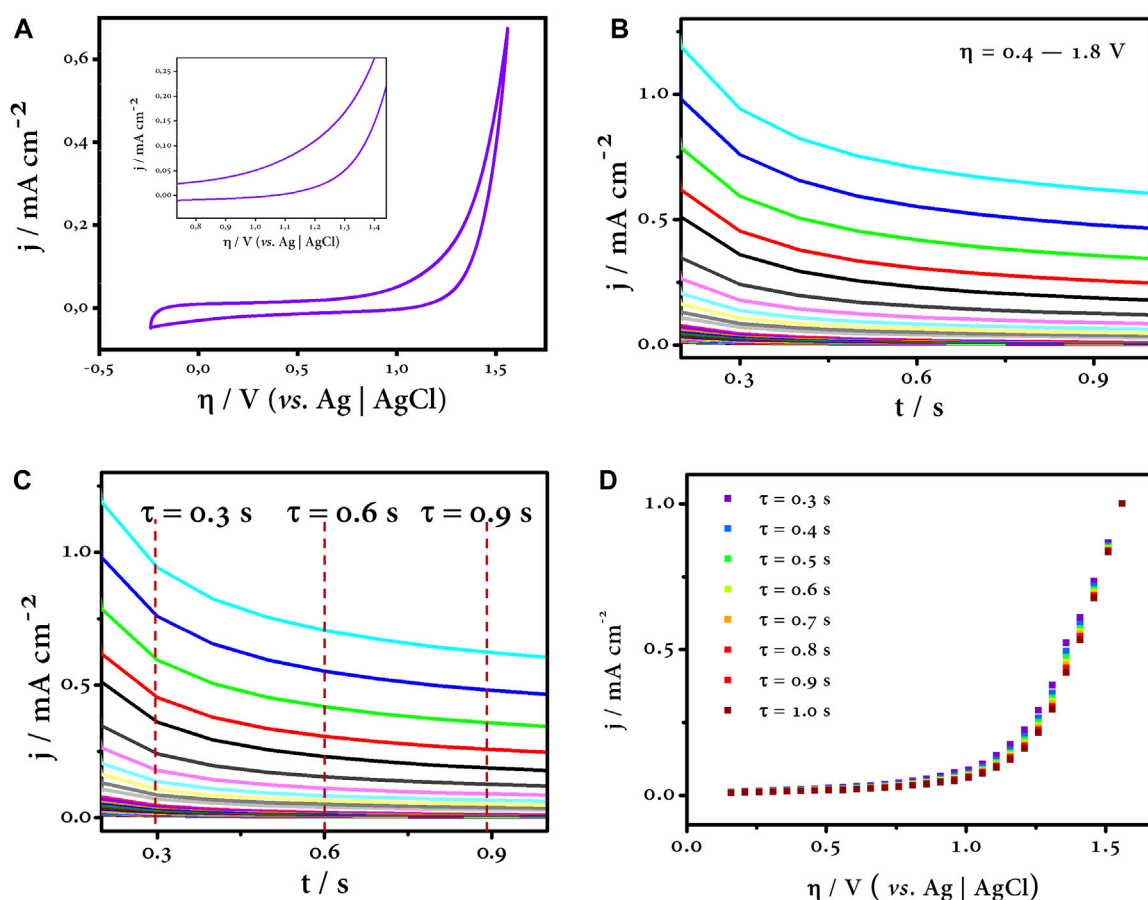 A
j / mA cm⁻²
0,6
0,4
0,2
0,0
-0,5
0,0
0,5
1,0
1,5
η / V (vs. Ag | AgCl)
j / mA cm⁻²
0,25
0,20
0,15
0,10
0,05
0,00
0,8
0,9
1,0
1,1
1,2
1,3
1,4
η / V (vs. Ag | AgCl)
B
η = 0.4 — 1.8 V
j / mA cm⁻²
1.0
0.5
0.0
0.3
0.6
0.9
t / s
C
τ = 0.3 s
τ = 0.6 s
τ = 0.9 s
j / mA cm⁻²
1.0
0.5
0.0
0.3
0.6
0.9
t / s
D
j / mA cm⁻²
1.0
0.5
0.0
τ = 0.3 s
τ = 0.4 s
τ = 0.5 s
τ = 0.6 s
τ = 0.7 s
τ = 0.8 s
τ = 0.9 s
τ = 1.0 s
0.0
0.5
1.0
1.5
η / V ( vs. Ag | AgCl)